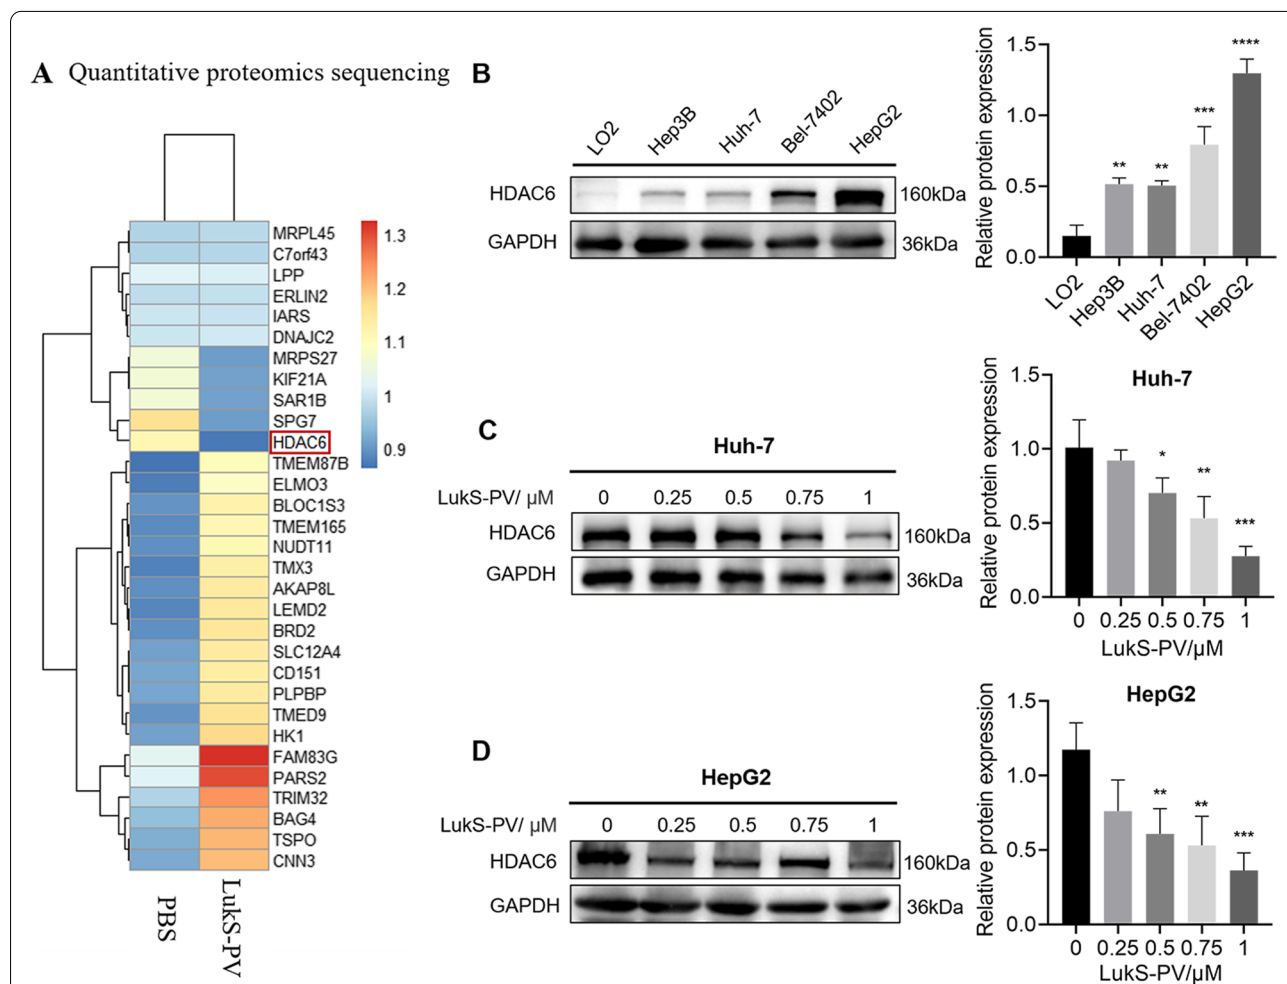 A Quantitative proteomics sequencing
MRPL45
C7orf43
LPP
ERLIN2
IARS
DNAJC2
MRPS27
KIF21A
SAR1B
SPG7
HDAC6
TMEM87B
ELMO3
BLOC1S3
TMEM165
NUDT11
TMX3
AKAP8L
LEMD2
BRD2
SLC12A4
CD151
PLPBP
TMED9
HK1
FAM83G
PARS2
TRIM32
BAG4
TSPO
CNN3
1.3
1.2
1.1
1
0.9
PBS
LukS-PV
B
LO2 Hep3B Huh-7 Bel-7402 HepG2
HDAC6 160kDa
GAPDH 36kDa
Relative protein expression
1.5
1.0
0.5
0.0
** ** *** ****
LO2 Hep3B Huh-7 Bel-7402 HepG2
C
Huh-7
LukS-PV/ μM 0 0.25 0.5 0.75 1
HDAC6 160kDa
GAPDH 36kDa
Huh-7
Relative protein expression
1.5
1.0
0.5
0.0
* ** ***
0 0.25 0.5 0.75 1
LukS-PV/μM
D
HepG2
LukS-PV/ μM 0 0.25 0.5 0.75 1
HDAC6 160kDa
GAPDH 36kDa
HepG2
Relative protein expression
1.5
1.0
0.5
0.0
** ** ***
0 0.25 0.5 0.75 1
LukS-PV/μM